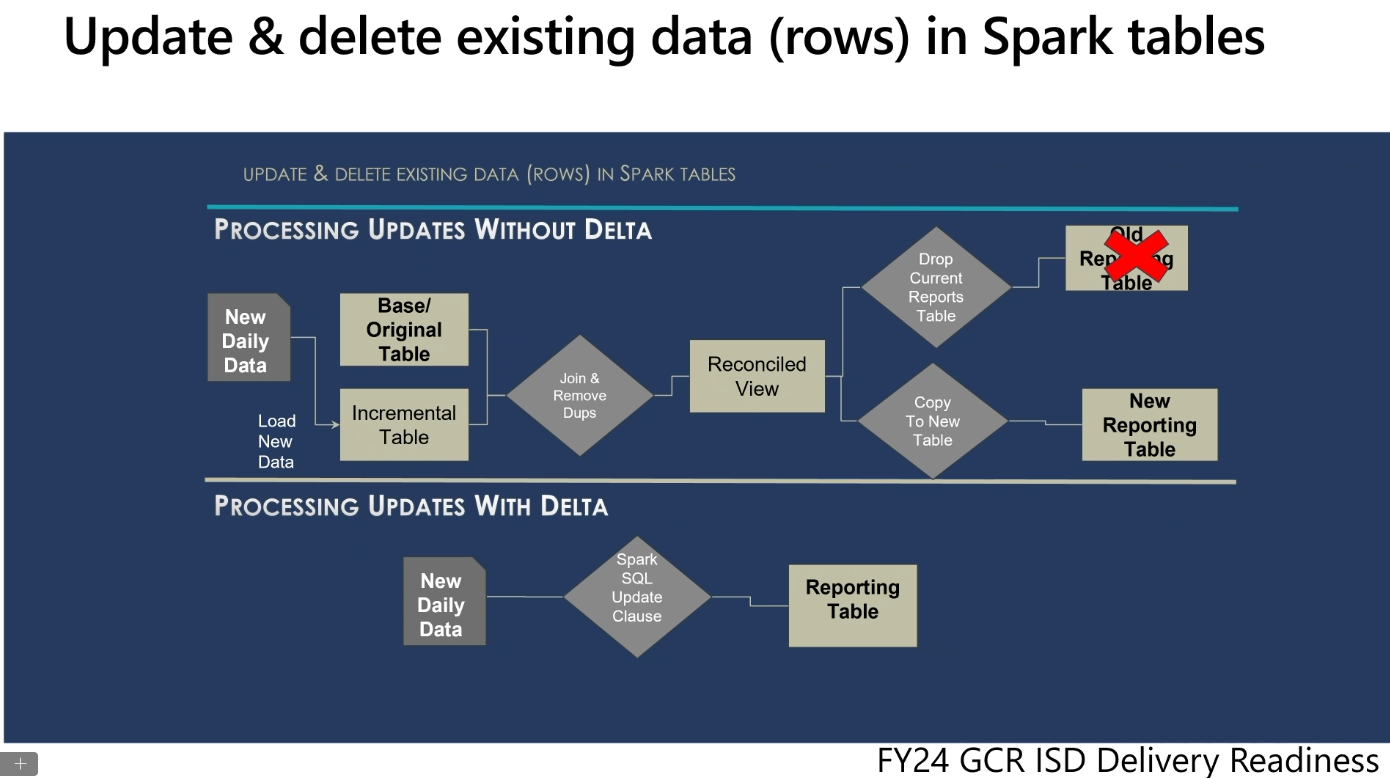 Update & delete existing data (rows) in Spark tables
UPDATE & DELETE EXISTING DATA (ROWS) IN SPARK TABLES
PROCESSING UPDATES WITHOUT DELTA
New
Daily
Data
Load
New
Data
Base/
Original
Table
Incremental
Table
Join &
Remove
Dups
Reconciled
View
Drop
Current
Reports
Table
Old
Table
Copy
To New
Table
New
Reporting
Table
PROCESSING UPDATES WITH DELTA
New
Daily
Data
Spark
SQL
Update
Clause
Reporting
Table
FY24 GCR ISD Delivery Readiness